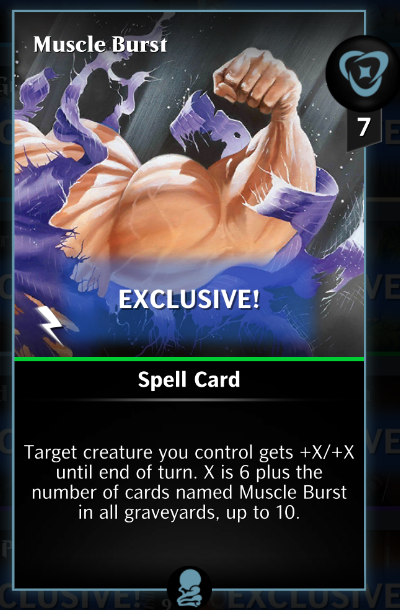 Muscle Burst
7
EXCLUSIVE!
Spell Card
Target creature you control gets +X/+X
until end of turn. X is 6 plus the
number of cards named Muscle Burst
in all graveyards, up to 10.